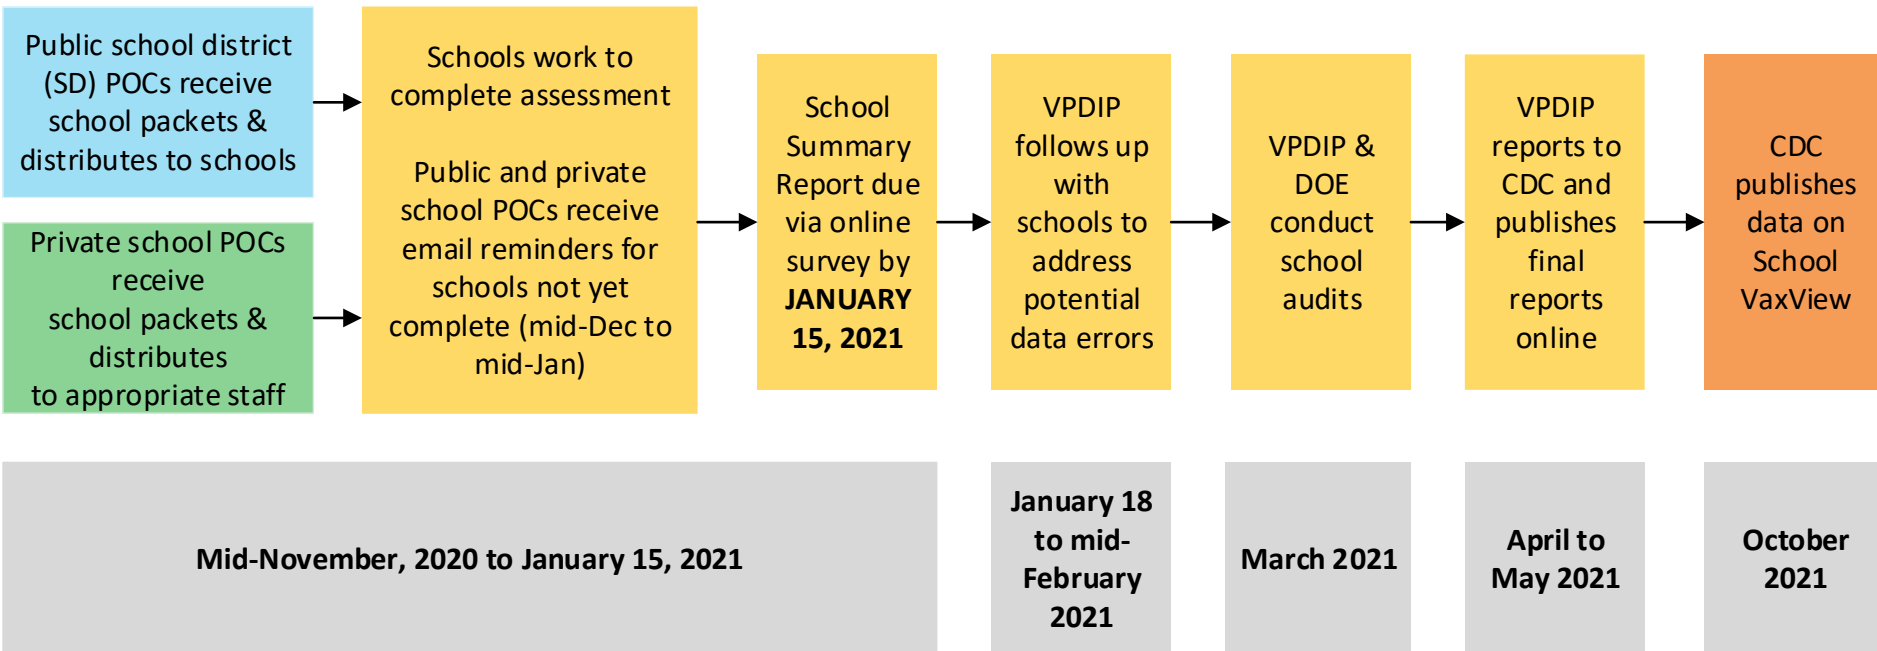 Public school district
(SD) POCs receive
school packets &
distributes to schools
Private school POCs
receive
school packets &
distributes
to appropriate staff
Schools work to
complete assessment
Public and private
school POCs receive
email reminders for
schools not yet
complete (mid-Dec to
mid-Jan)
School
Summary
Report due
via online
survey by
JANUARY
15, 2021
VPDIP
follows up
with
schools to
address
potential
data errors
VPDIP &
DOE
conduct
school
audits
VPDIP
reports to
CDC and
publishes
final
reports
online
CDC
publishes
data on
School
VaxView
Mid-November, 2020 to January 15, 2021
January 18
to mid-
February
2021
March 2021
April to
May 2021
October
2021